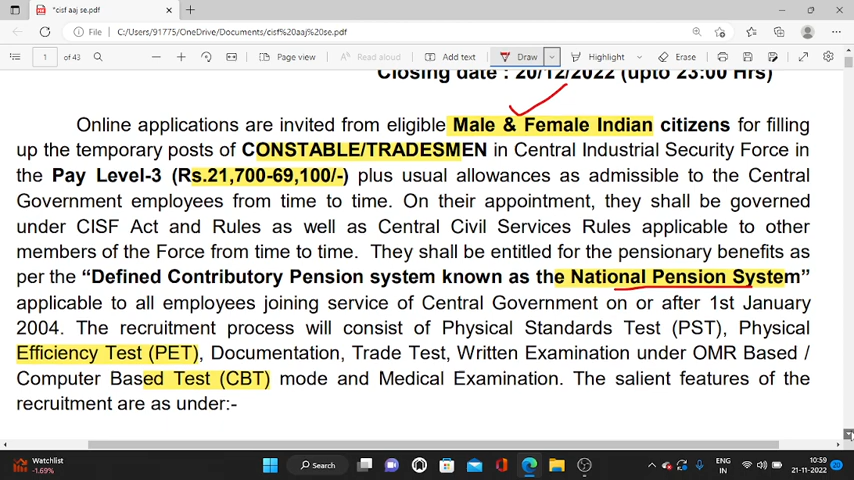 *cisf aaj se.pdf
File
C:/Users/91775/OneDrive/Documents/cisf%20aaj%20se.pdf
1 of 43
Page view
Read aloud
Add text
Draw
Highlight
Erase
Closing date : 20/12/2022 (upto 23:00 Hrs)
Online applications are invited from eligible Male & Female Indian citizens for filling
up the temporary posts of CONSTABLE/TRADESMEN in Central Industrial Security Force in
the Pay Level-3 (Rs.21,700-69,100/-) plus usual allowances as admissible to the Central
Government employees from time to time. On their appointment, they shall be governed
under CISF Act and Rules as well as Central Civil Services Rules applicable to other
members of the Force from time to time. They shall be entitled for the pensionary benefits as
per the “Defined Contributory Pension system known as the National Pension System”
applicable to all employees joining service of Central Government on or after 1st January
2004. The recruitment process will consist of Physical Standards Test (PST), Physical
Efficiency Test (PET), Documentation, Trade Test, Written Examination under OMR Based /
Computer Based Test (CBT) mode and Medical Examination. The salient features of the
recruitment are as under:-
Watchlist
-1.69%
Search
ENG
IN
10:59
21-11-2022
20